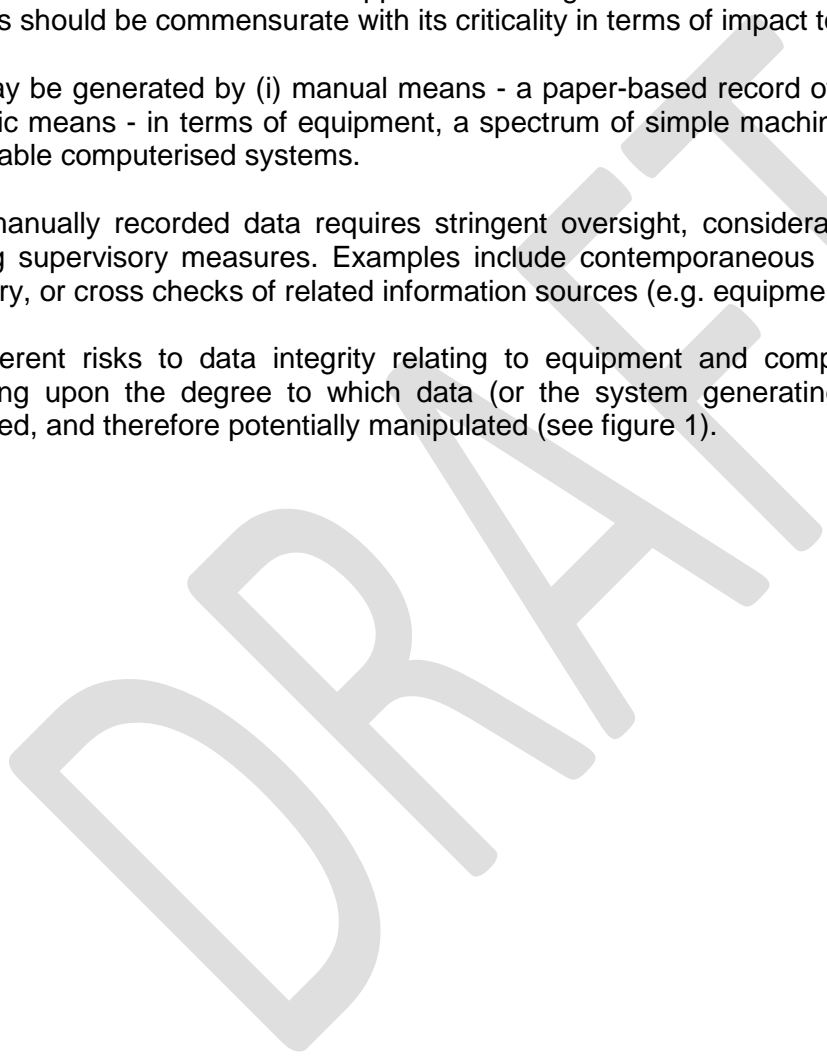 s should be commensurate with its criticality in terms of impact to
ay be generated by (i) manual means - a paper-based record of
ic means - in terms of equipment, a spectrum of simple machin
able computerised systems.
manually recorded data requires stringent oversight, considera
g supervisory measures. Examples include contemporaneous
ry, or cross checks of related information sources (e.g. equipme
erent risks to data integrity relating to equipment and comp
ng upon the degree to which data (or the system generating
ed, and therefore potentially manipulated (see figure 1).
DRAFT